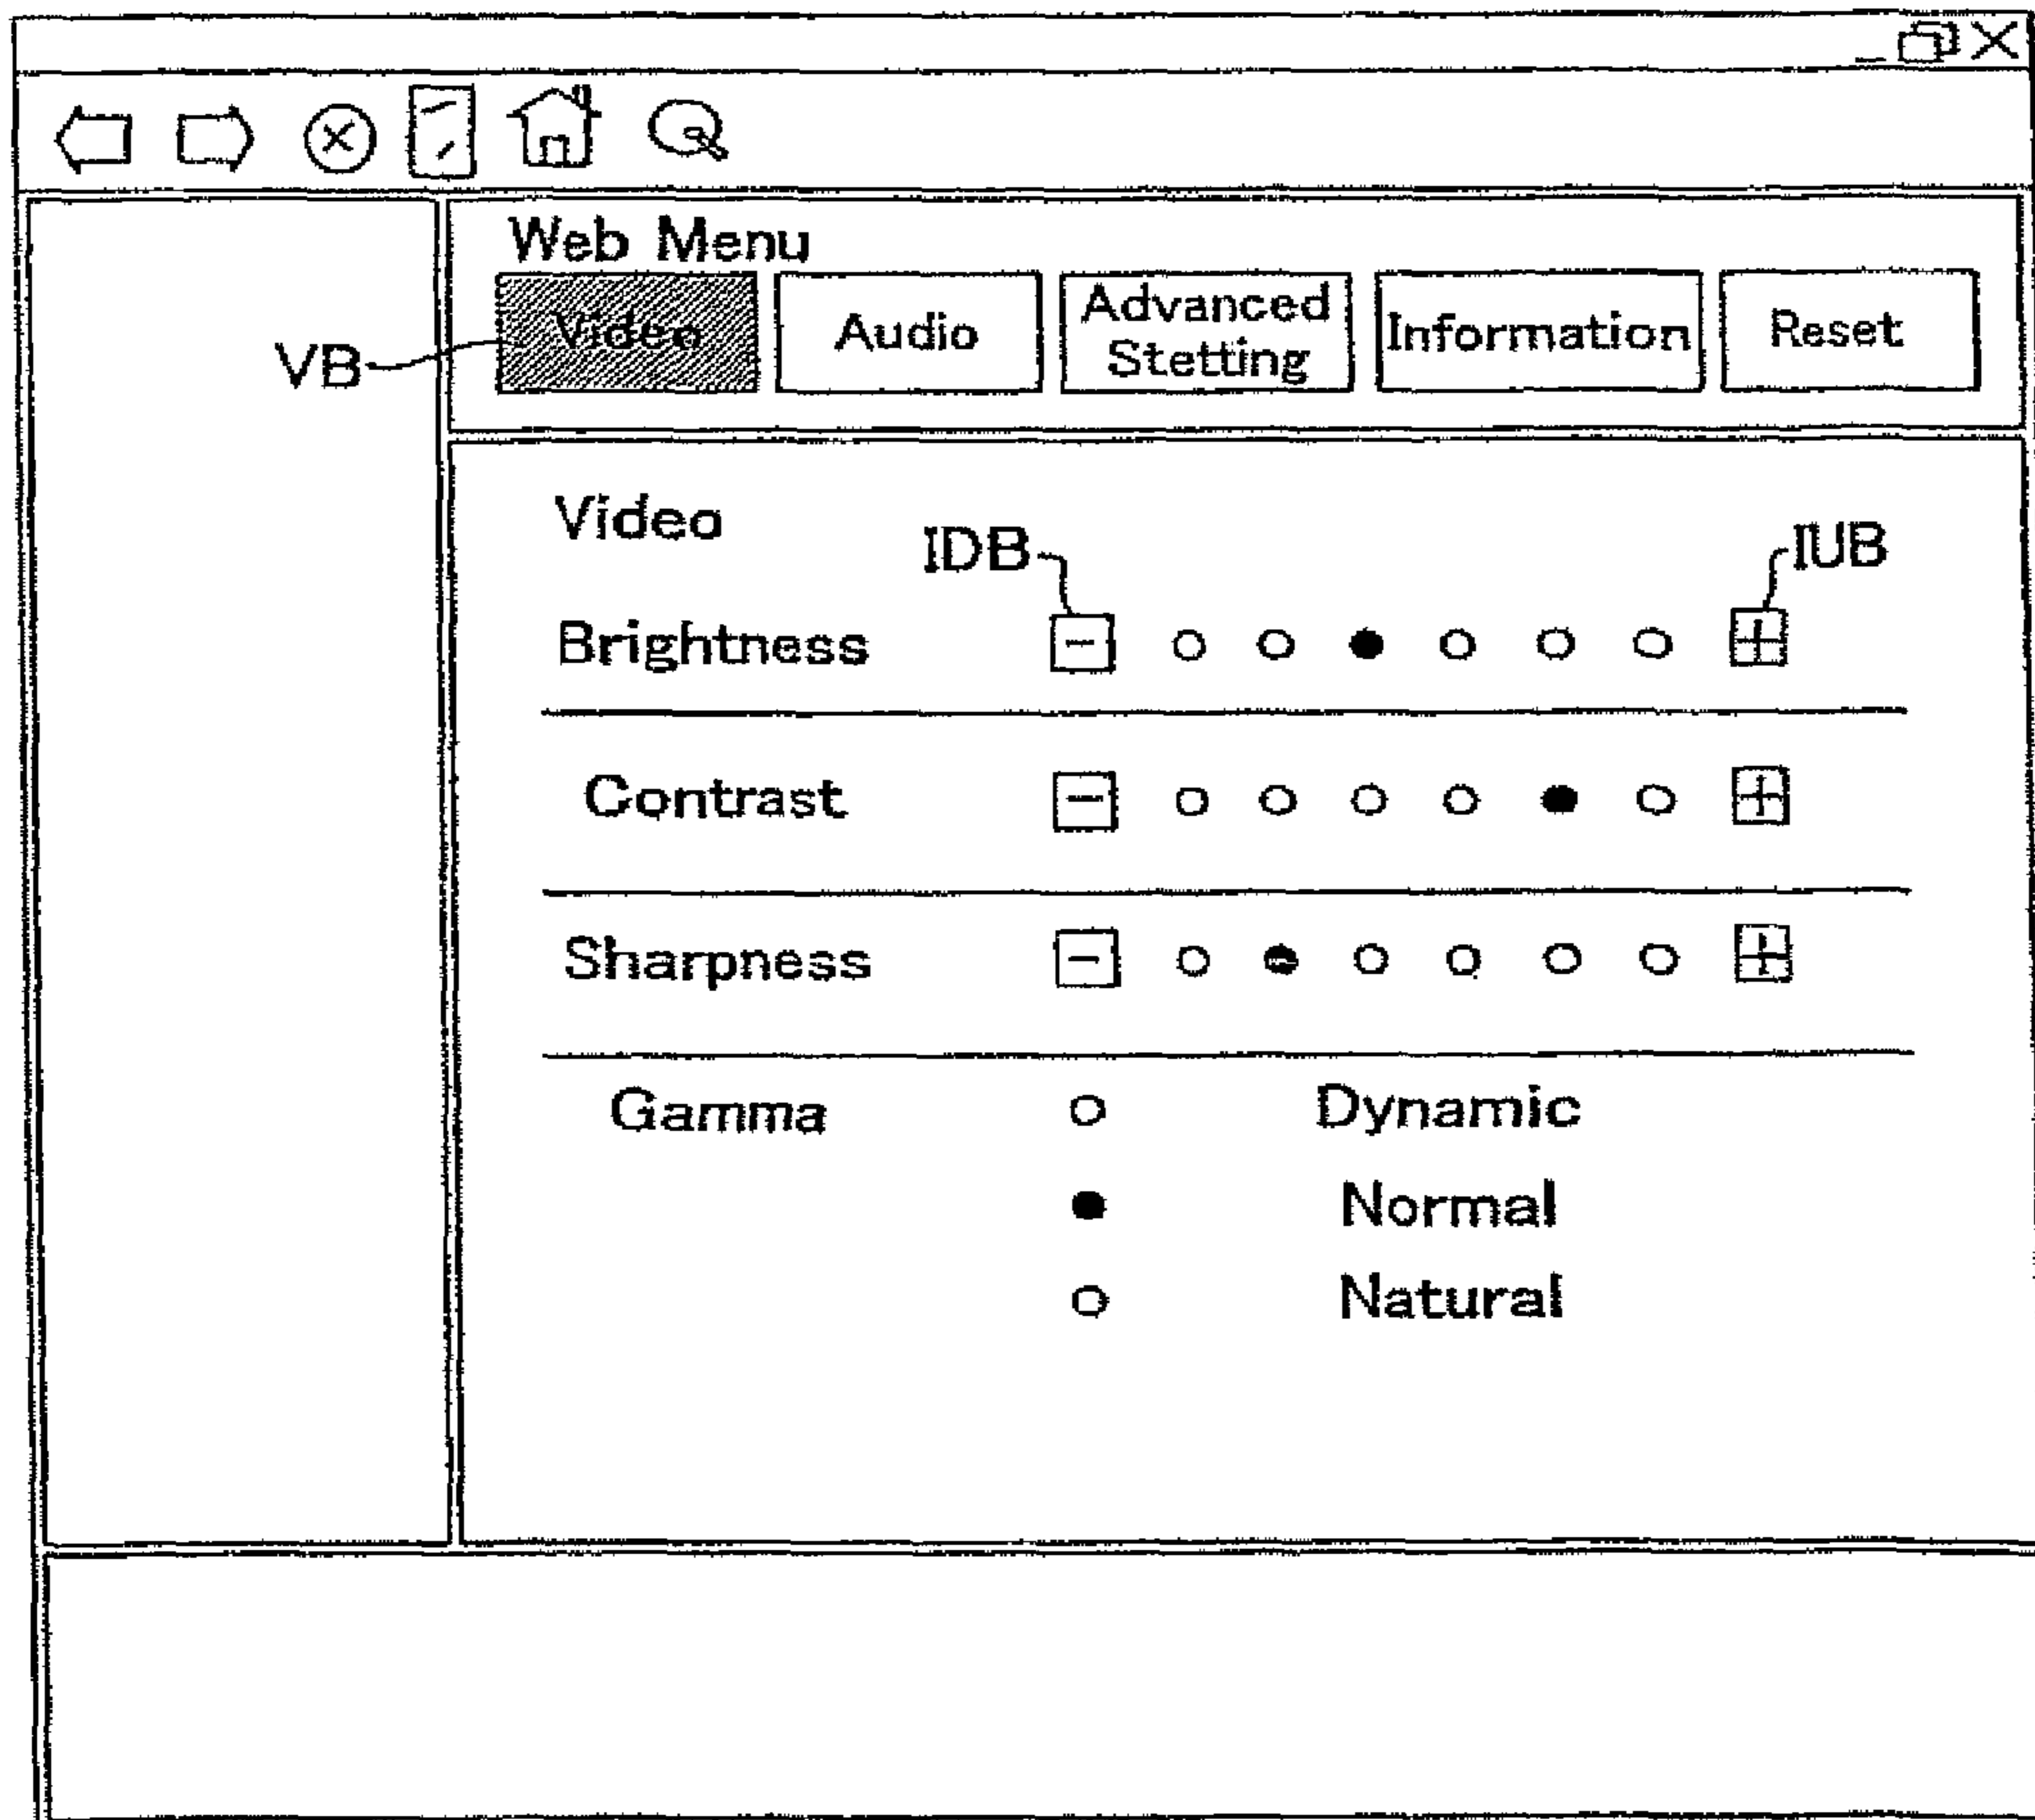 Web Menu
Video Audio Advanced Stetting Information Reset
VB
Video
IDB IUB
Brightness - +
Contrast - +
Sharpness - +
Gamma Dynamic
Normal
Natural